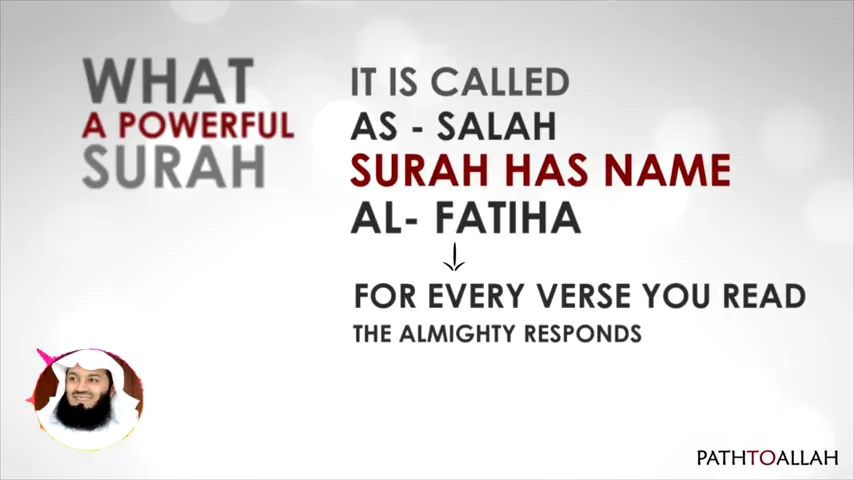 WHAT
A POWERFUL
SURAH
IT IS CALLED
AS - SALAH
SURAH HAS NAME
AL- FATIHA
FOR EVERY VERSE YOU READ
THE ALMIGHTY RESPONDS
PATHTOALLAH